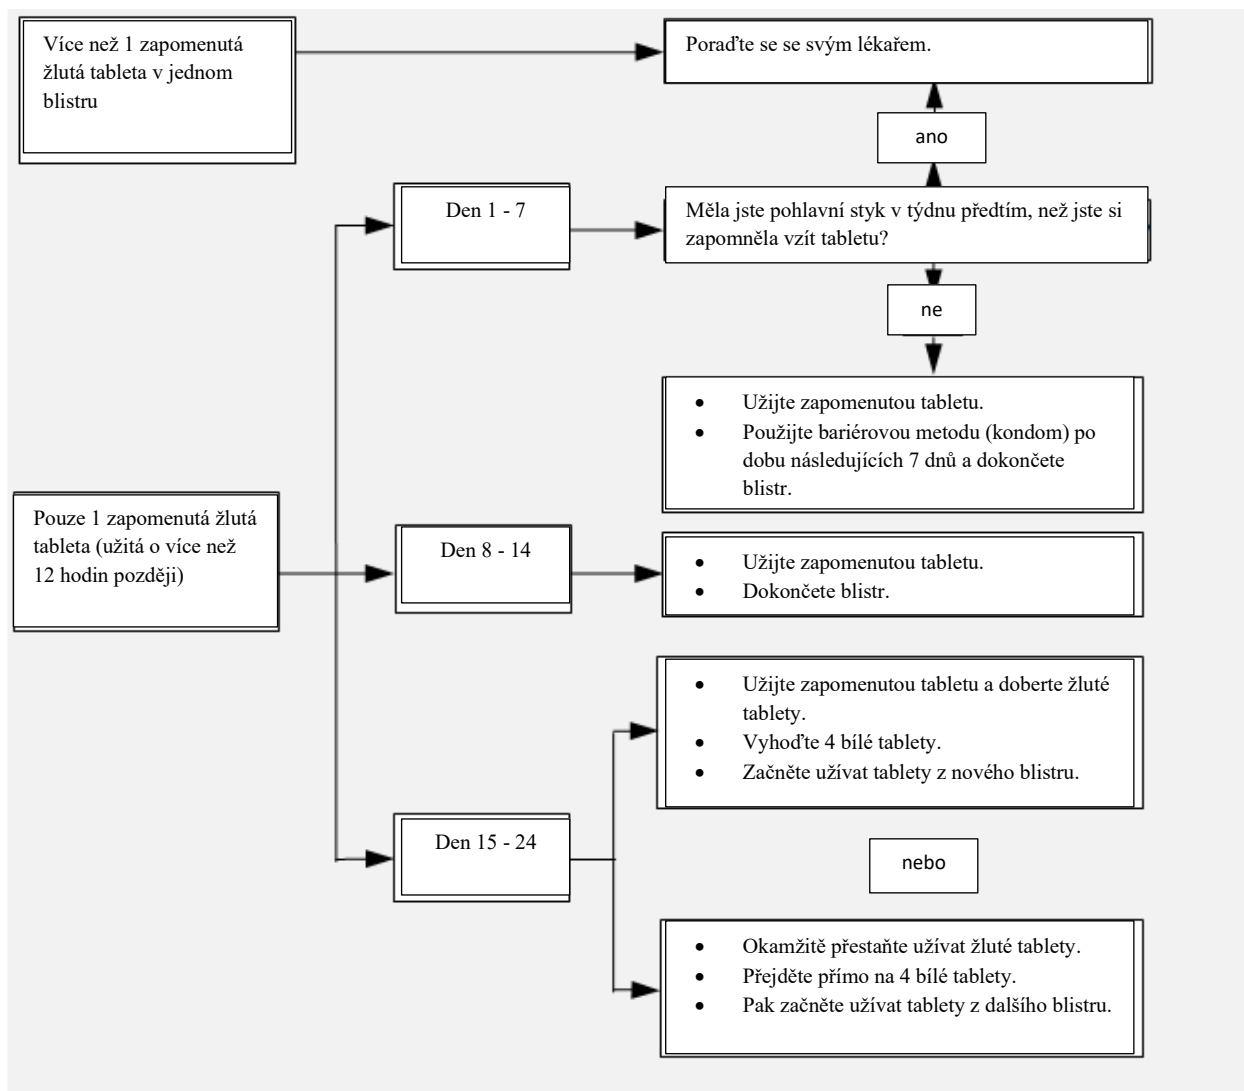 Více než 1 zapomenutá
žlutá tableta v jednom
blistru
Poraďte se se svým lékařem.
ano
Den 1 - 7
Měla jste pohlavní styk v týdnu předtím, než jste si
zapomněla vzít tabletu?
ne
• Užijte zapomenutou tabletu.
• Použijte bariérovou metodu (kondom) po
dobu následujících 7 dnů a dokončete
blistr.
Pouze 1 zapomenutá žlutá
tableta (užitá o více než
12 hodin později)
Den 8 - 14
• Užijte zapomenutou tabletu.
• Dokončete blistr.
• Užijte zapomenutou tabletu a doberte žluté
tablety.
• Vyhoďte 4 bílé tablety.
• Začněte užívat tablety z nového blistru.
Den 15 - 24
nebo
• Okamžitě přestaňte užívat žluté tablety.
• Přejděte přímo na 4 bílé tablety.
• Pak začněte užívat tablety z dalšího blistru.